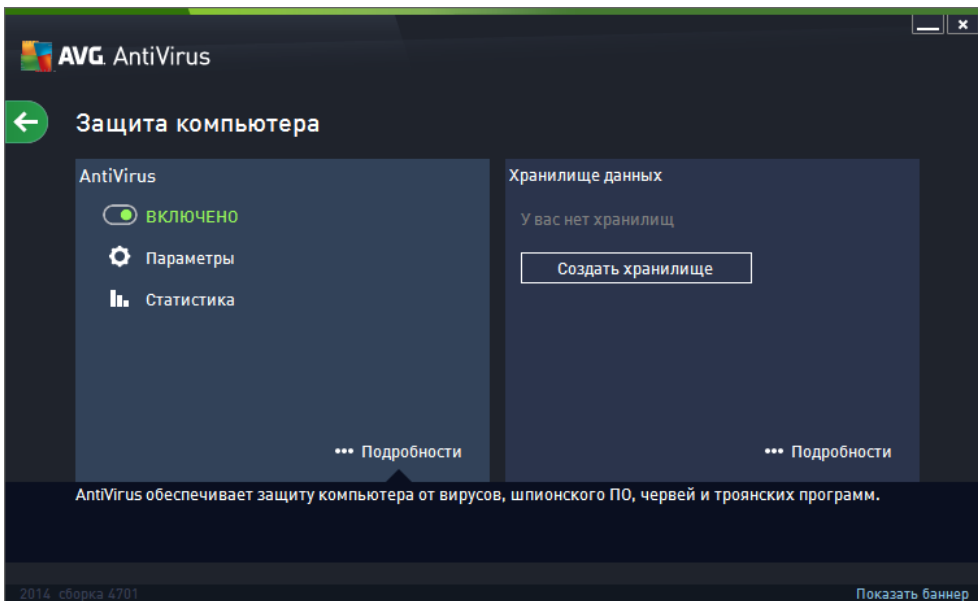 AVG. AntiVirus
Защита компьютера
AntiVirus
ВКЛЮЧЕНО
Параметры
Статистика
••• Подробности
Хранилище данных
У вас нет хранилищ
Создать хранилище
••• Подробности
AntiVirus обеспечивает защиту компьютера от вирусов, шпионского ПО, червей и троянских программ.
2014 сборка 4701
Показать баннер